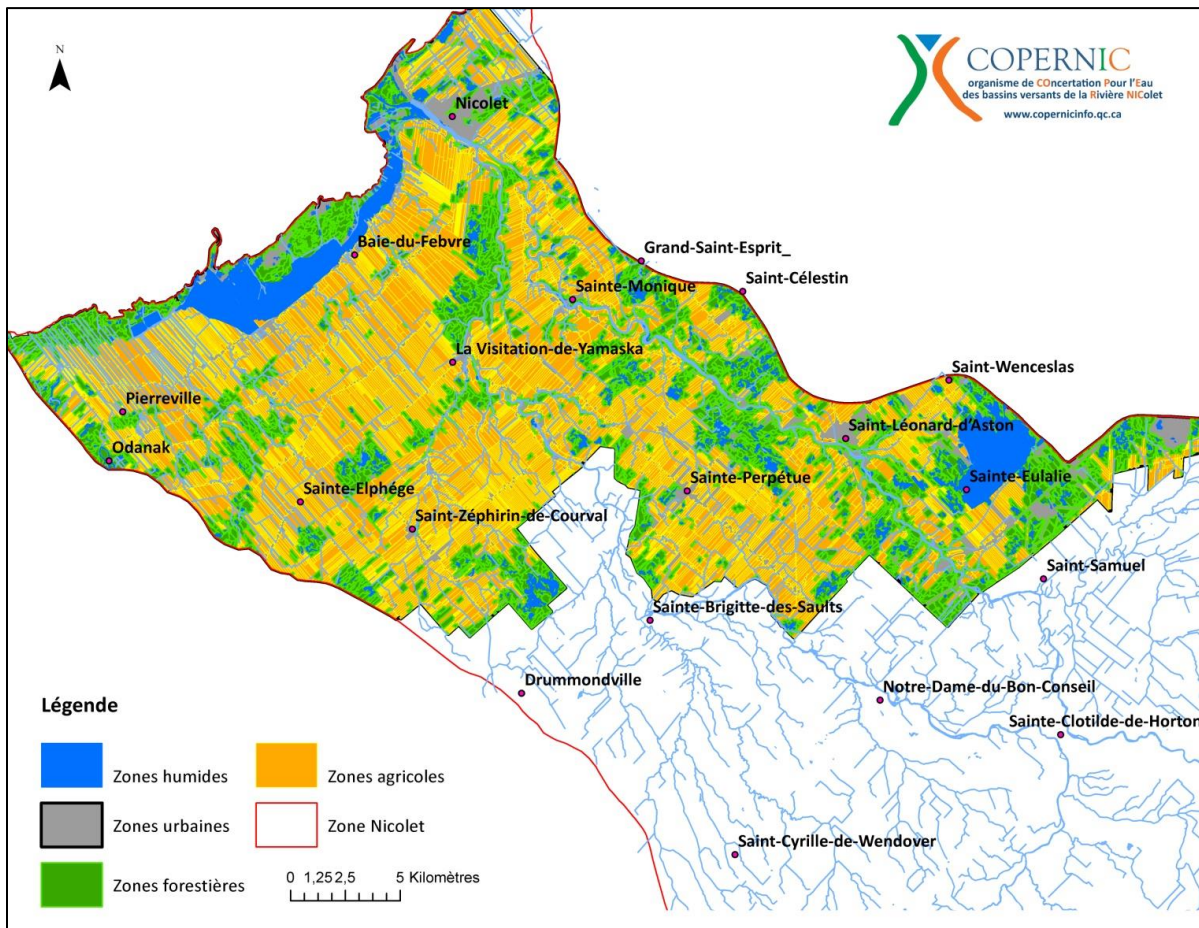 N
COPERNIC
organisme de COncertation Pour l'Eau
des bassins versants de la Rivière NIColet
www.copernicinfo.qc.ca
Nicolet
Baie-du-Febvre
Grand-Saint-Esprit_
Saint-Célestin
Sainte-Monique
La Visitation-de-Yamaska
Saint-Wenceslas
Pierreville
Saint-Léonard-d'Aston
Odanak
Sainte-Elphége
Sainte-Perpétue
Sainte-Eulalie
Saint-Zéphirin-de-Courval
Saint-Samuel
Sainte-Brigitte-des-Saults
Drummondville
Notre-Dame-du-Bon-Conseil
Sainte-Clotilde-de-Horton
Saint-Cyrille-de-Wendover
Légende
Zones humides
Zones agricoles
Zones urbaines
Zone Nicolet
Zones forestières
0 1,25 2,5 5 Kilomètres